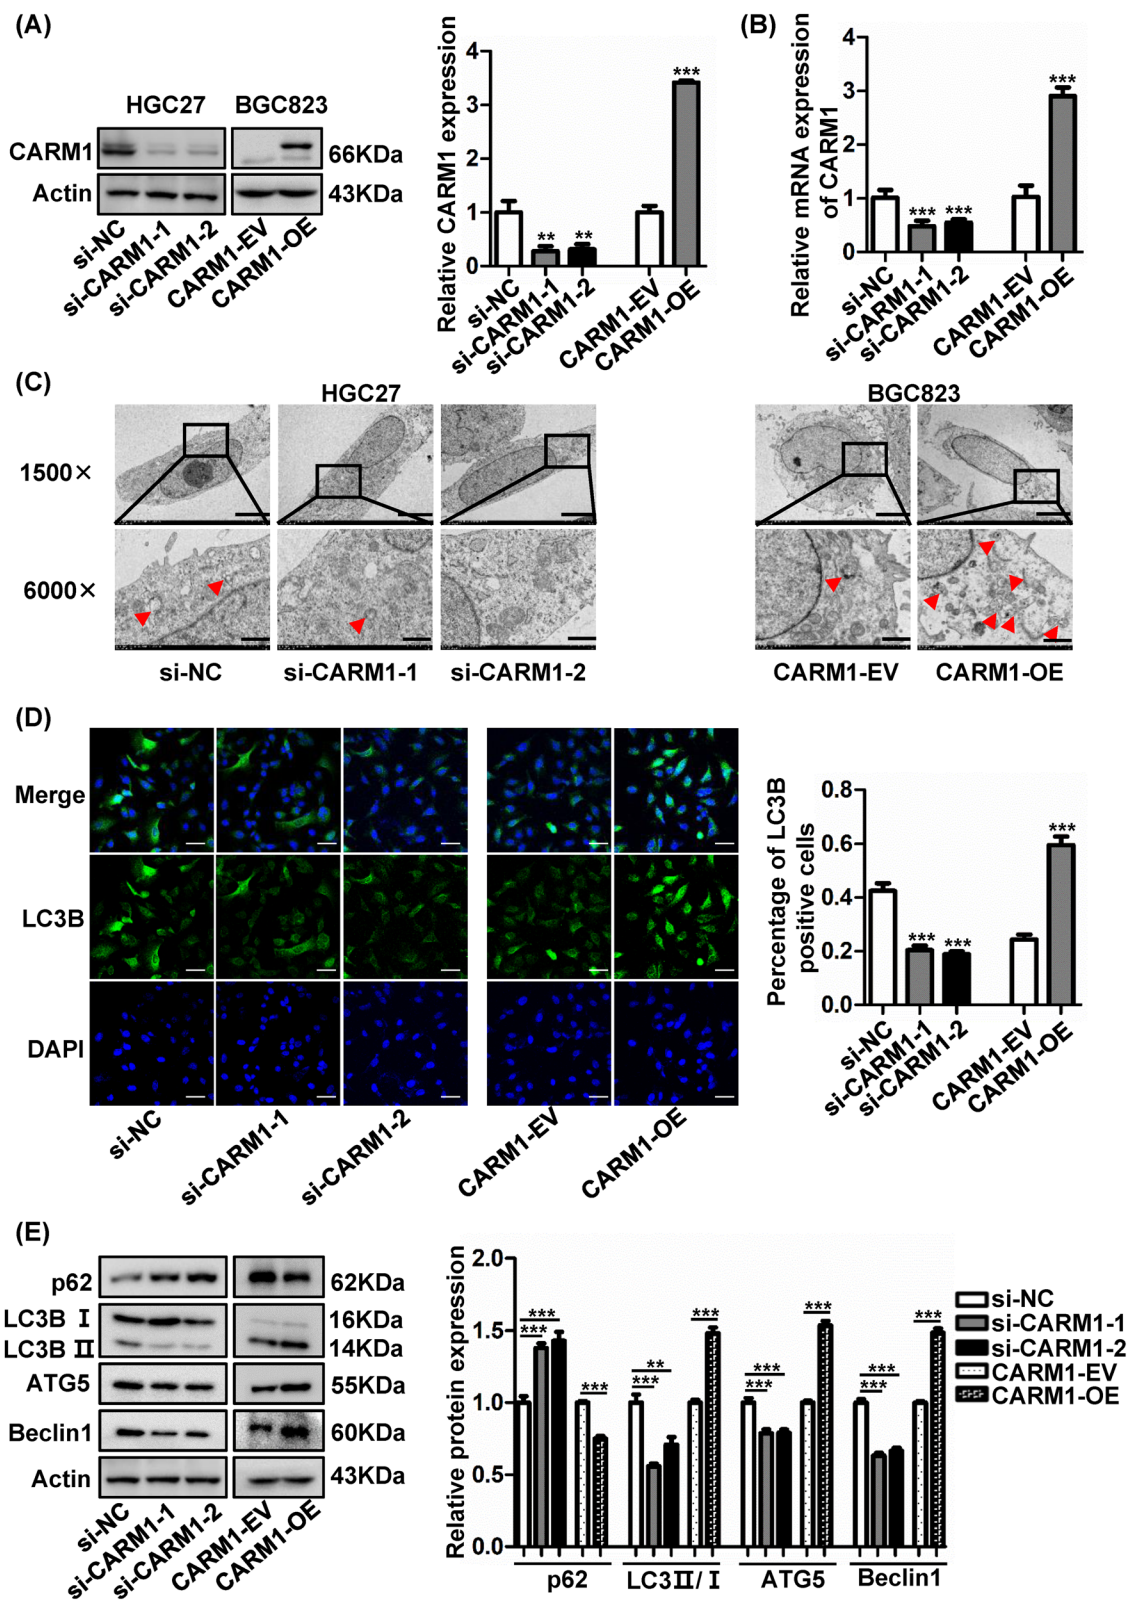 (A)
HGC27 BGC823
CARM1 66KDa
Actin 43KDa
si-NC
si-CARM1-1
si-CARM1-2
CARM1-EV
CARM1-OE
Relative CARM1 expression
4
3
2
1
0
** ** ***
si-NC
si-CARM1-1
si-CARM1-2
CARM1-EV
CARM1-OE
(B)
Relative mRNA expression
of CARM1
4
3
2
1
0
*** *** ***
si-NC
si-CARM1-1
si-CARM1-2
CARM1-EV
CARM1-OE
(C)
HGC27 BGC823
1500×
6000×
si-NC si-CARM1-1 si-CARM1-2 CARM1-EV CARM1-OE
(D)
Merge
LC3B
DAPI
si-NC
si-CARM1-1
si-CARM1-2
CARM1-EV
CARM1-OE
Percentage of LC3B
positive cells
0.8
0.6
0.4
0.2
0.0
*** *** ***
si-NC
si-CARM1-1
si-CARM1-2
CARM1-EV
CARM1-OE
(E)
p62 62KDa
LC3B Ⅰ 16KDa
LC3B Ⅱ 14KDa
ATG5 55KDa
Beclin1 60KDa
Actin 43KDa
si-NC
si-CARM1-1
si-CARM1-2
CARM1-EV
CARM1-OE
Relative protein expression
2.0
1.5
1.0
0.5
0.0
*** *** ***
*** ** ***
*** *** ***
*** *** ***
p62 LC3Ⅱ/Ⅰ ATG5 Beclin1
si-NC
si-CARM1-1
si-CARM1-2
CARM1-EV
CARM1-OE